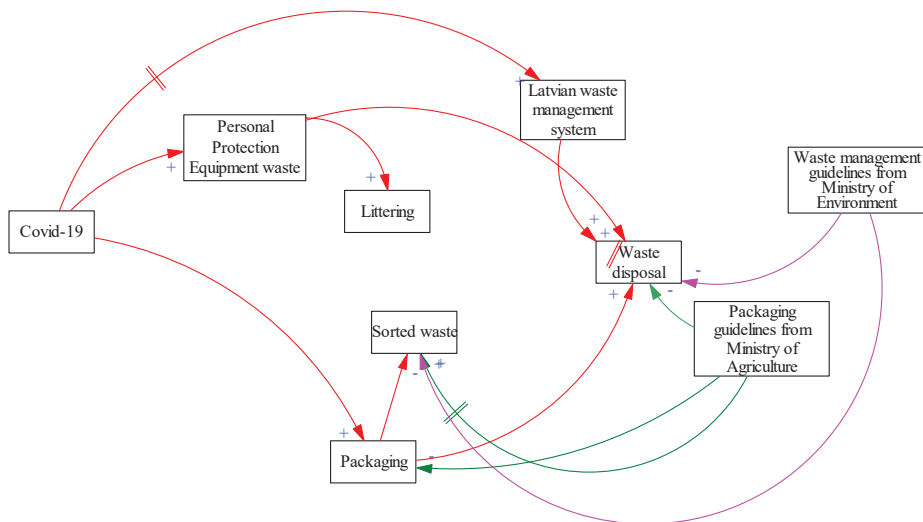 +
Latvian waste
management
system
Personal
Protection
Equipment waste
+
Waste management
guidelines from
Ministry of
Environment
+
Littering
Covid-19
+
+
Waste
disposal
-
+
-
Packaging
guidelines from
Ministry of
Agriculture
Sorted waste
-
+
+
+
Packaging
-